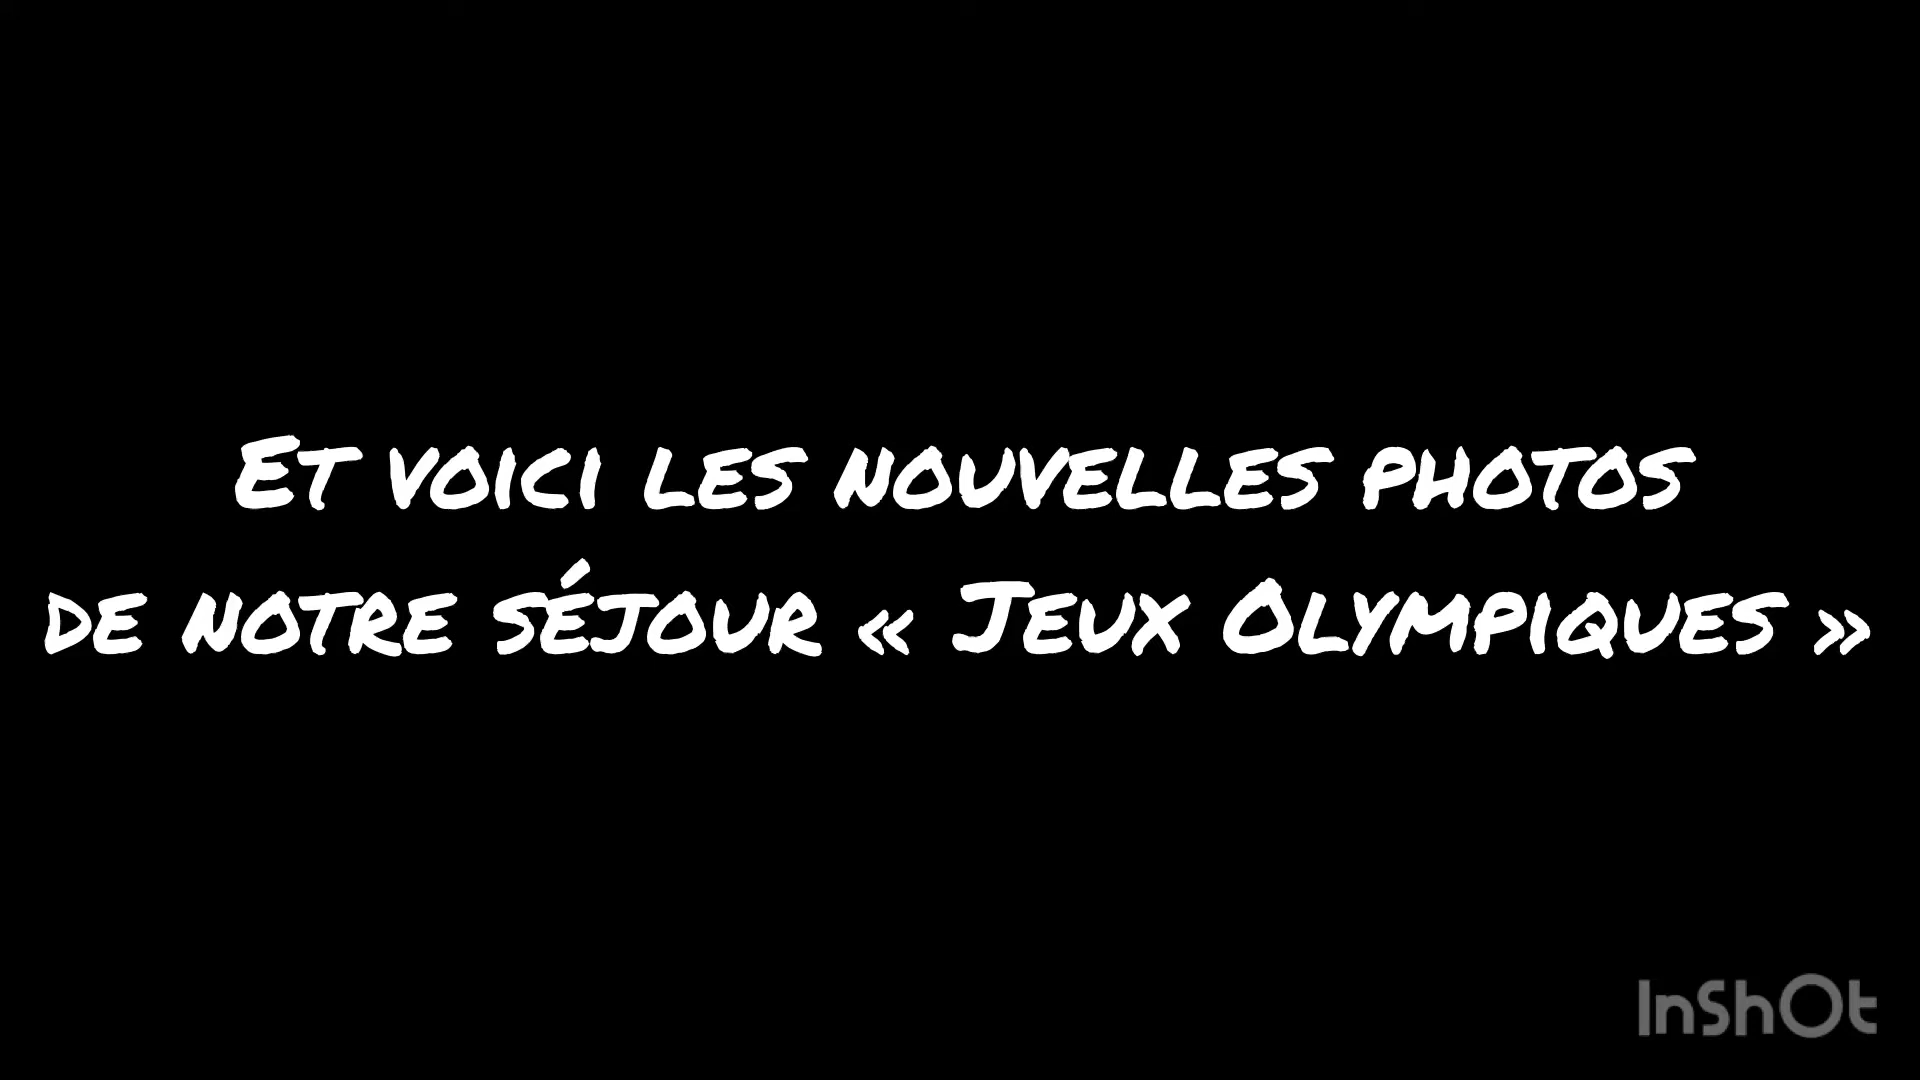 Et voici les nouvelles photos
de notre séjour « Jeux Olympiques »
InShOt